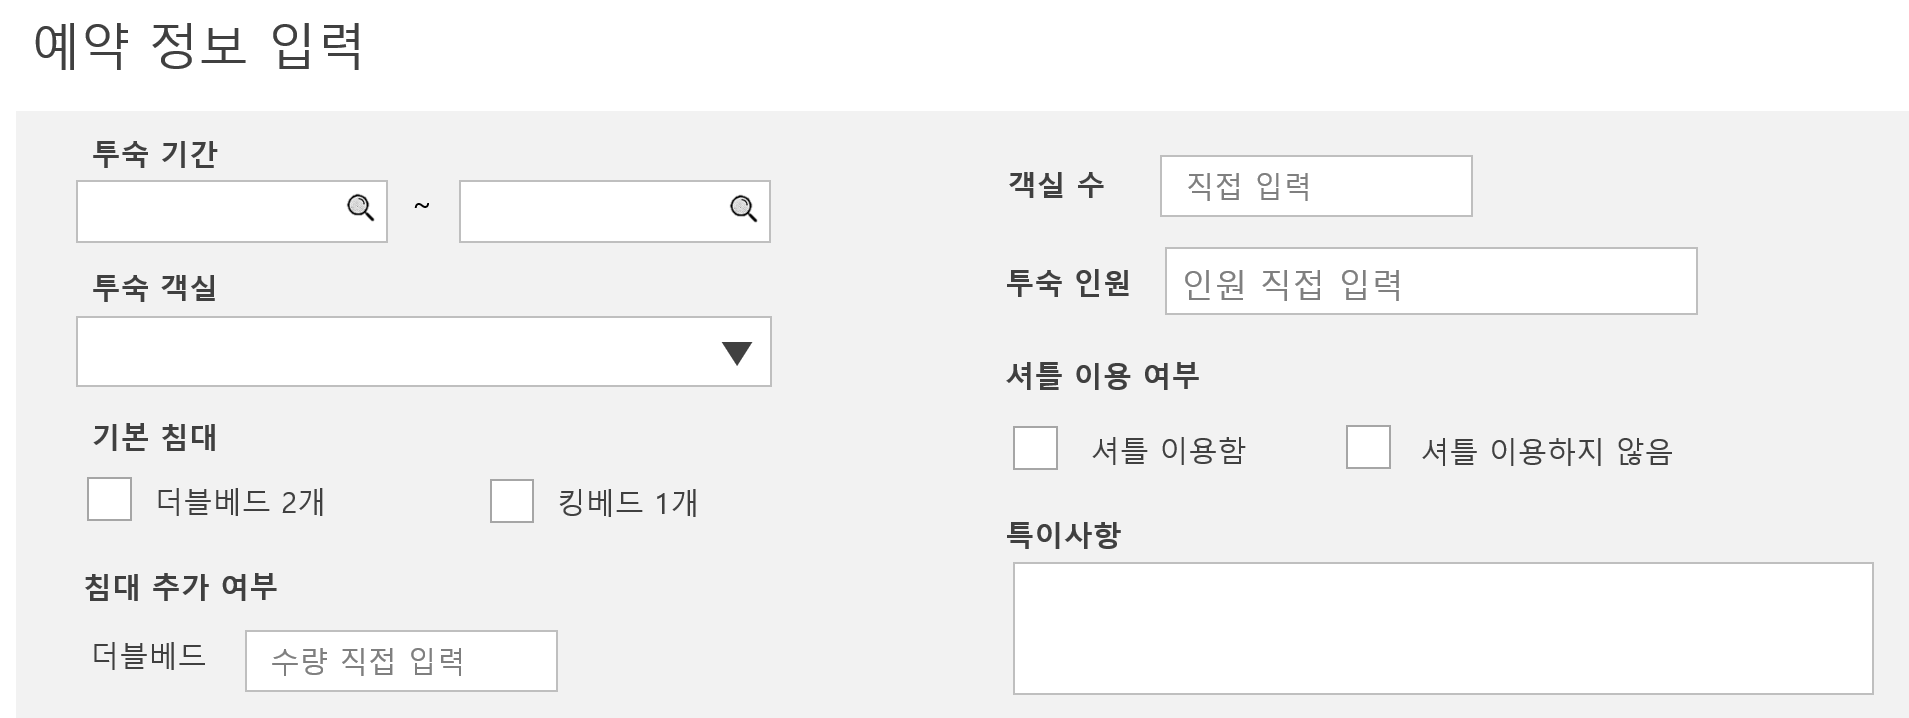 예약 정보 입력
투숙 기간
~
투숙 객실
기본 침대
더블베드 2개
킹베드 1개
침대 추가 여부
더블베드
수량 직접 입력
객실 수
직접 입력
투숙 인원
인원 직접 입력
셔틀 이용 여부
셔틀 이용함
셔틀 이용하지 않음
특이사항